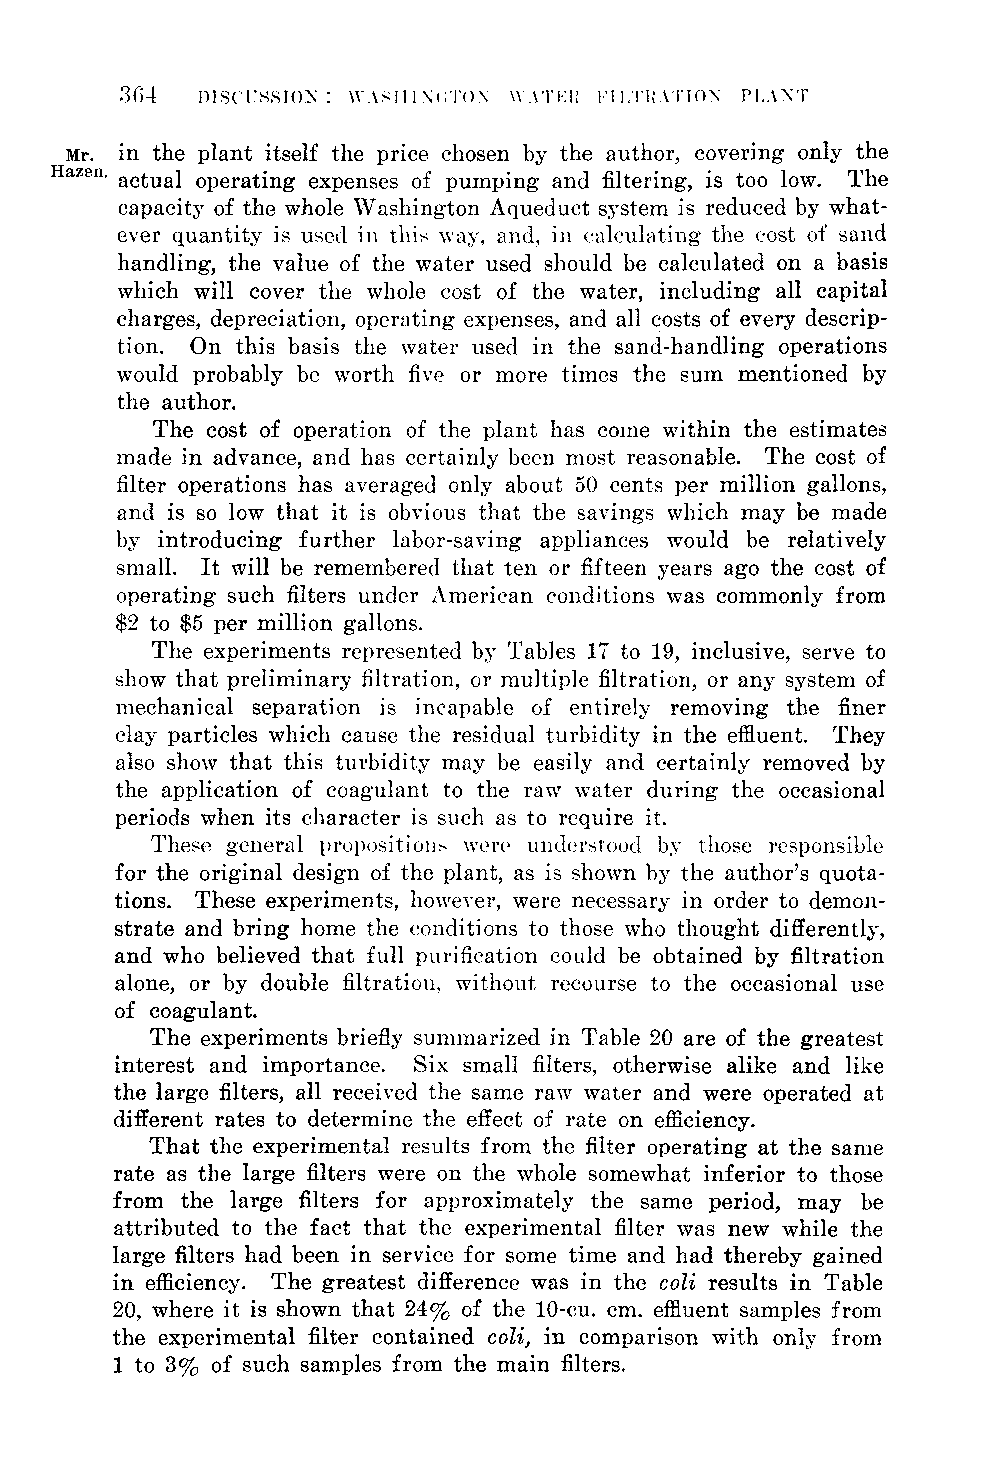 364 DISCUSSION: WASHINGTON WATER FILTRATION PLANT
Mr. in the plant itself the price chosen by the author, covering only the
Hazen. actual operating expenses of pumping and filtering, is too low. The
capacity of the whole Washington Aqueduct system is reduced by what-
ever quantity is used in this way, and, in calculating the cost of sand
handling, the value of the water used should be calculated on a basis
which will cover the whole cost of the water, including all capital
charges, depreciation, operating expenses, and all costs of every descrip-
tion. On this basis the water used in the sand-handling operations
would probably be worth five or more times the sum mentioned by
the author.
The cost of operation of the plant has come within the estimates
made in advance, and has certainly been most reasonable. The cost of
filter operations has averaged only about 50 cents per million gallons,
and is so low that it is obvious that the savings which may be made
by introducing further labor-saving appliances would be relatively
small. It will be remembered that ten or fifteen years ago the cost of
operating such filters under American conditions was commonly from
$2 to $5 per million gallons.
The experiments represented by Tables 17 to 19, inclusive, serve to
show that preliminary filtration, or multiple filtration, or any system of
mechanical separation is incapable of entirely removing the finer
clay particles which cause the residual turbidity in the effluent. They
also show that this turbidity may be easily and certainly removed by
the application of coagulant to the raw water during the occasional
periods when its character is such as to require it.
These general propositions were understood by those responsible
for the original design of the plant, as is shown by the author's quota-
tions. These experiments, however, were necessary in order to demon-
strate and bring home the conditions to those who thought differently,
and who believed that full purification could be obtained by filtration
alone, or by double filtration, without recourse to the occasional use
of coagulant.
The experiments briefly summarized in Table 20 are of the greatest
interest and importance. Six small filters, otherwise alike and like
the large filters, all received the same raw water and were operated at
different rates to determine the effect of rate on efficiency.
That the experimental results from the filter operating at the same
rate as the large filters were on the whole somewhat inferior to those
from the large filters for approximately the same period, may be
attributed to the fact that the experimental filter was new while the
large filters had been in service for some time and had thereby gained
in efficiency. The greatest difference was in the coli results in Table
20, where it is shown that 24% of the 10-cu. cm. effluent samples from
the experimental filter contained coli, in comparison with only from
1 to 3% of such samples from the main filters.